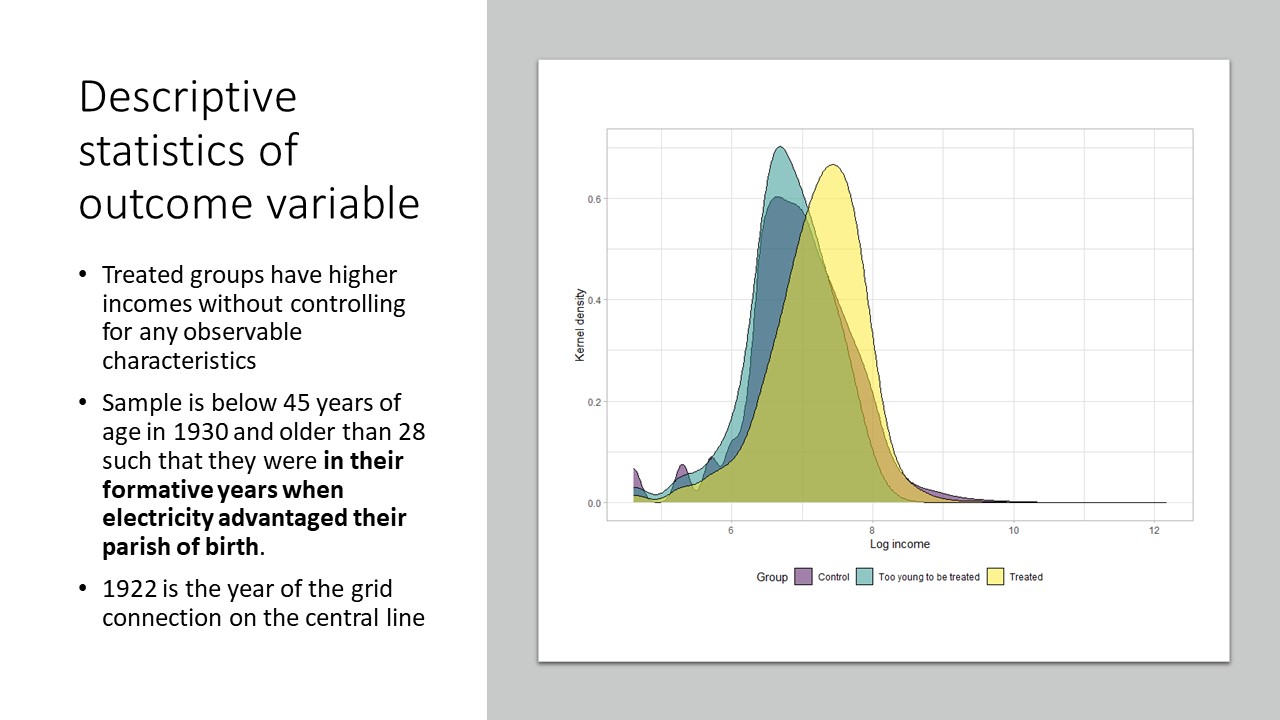 Descriptive
statistics of
outcome variable
• Treated groups have higher
incomes without controlling
for any observable
characteristics
• Sample is below 45 years of
age in 1930 and older than 28
such that they were in their
formative years when
electricity advantaged their
parish of birth.
• 1922 is the year of the grid
connection on the central line
Kernel density
0.6
0.4
0.2
0.0
6 8 10 12
Log income
Group Control Too young to be treated Treated